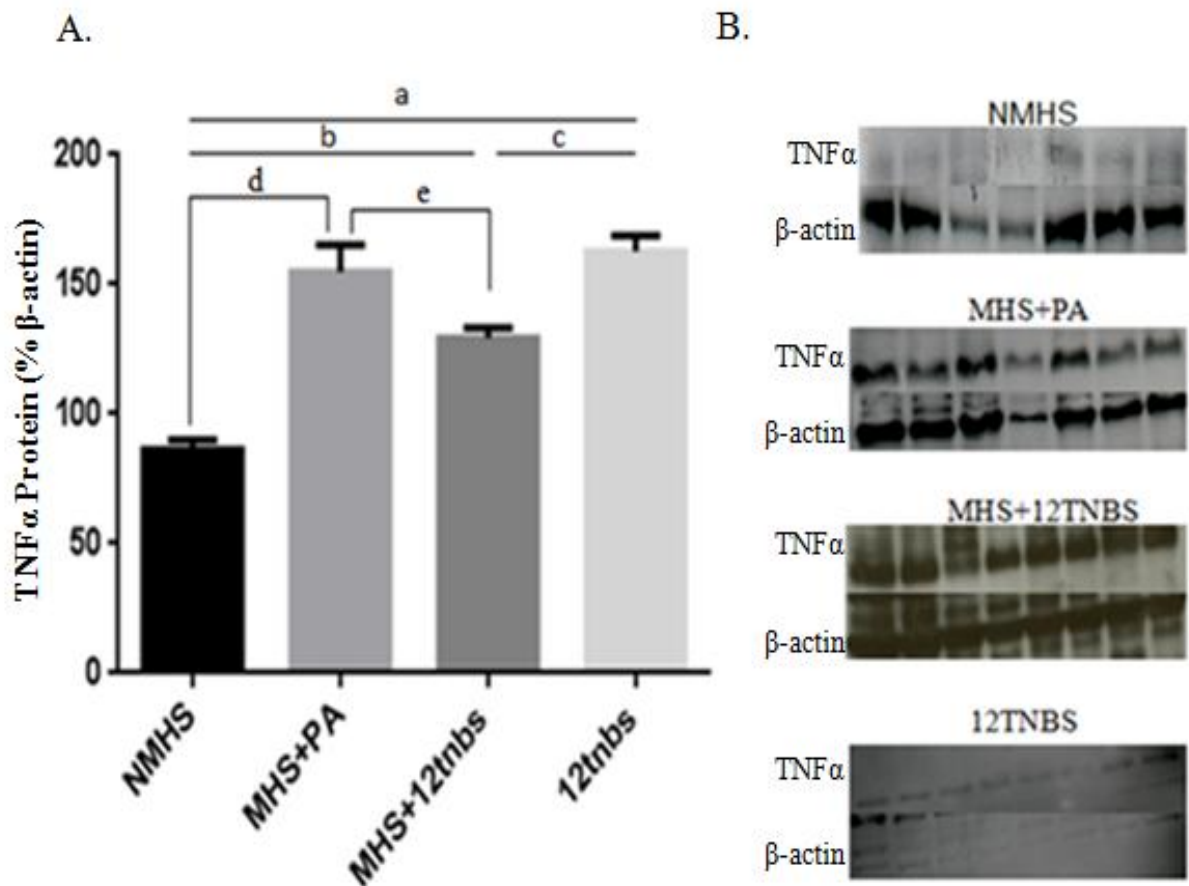 A.
a
b
c
d
e
200
150
100
50
0
TNFα Protein (% β-actin)
NMHS
MHS+PA
MHS+12tnbs
12tnbs
B.
NMHS
TNFα
β-actin
MHS+PA
TNFα
β-actin
MHS+12TNBS
TNFα
β-actin
12TNBS
TNFα
β-actin